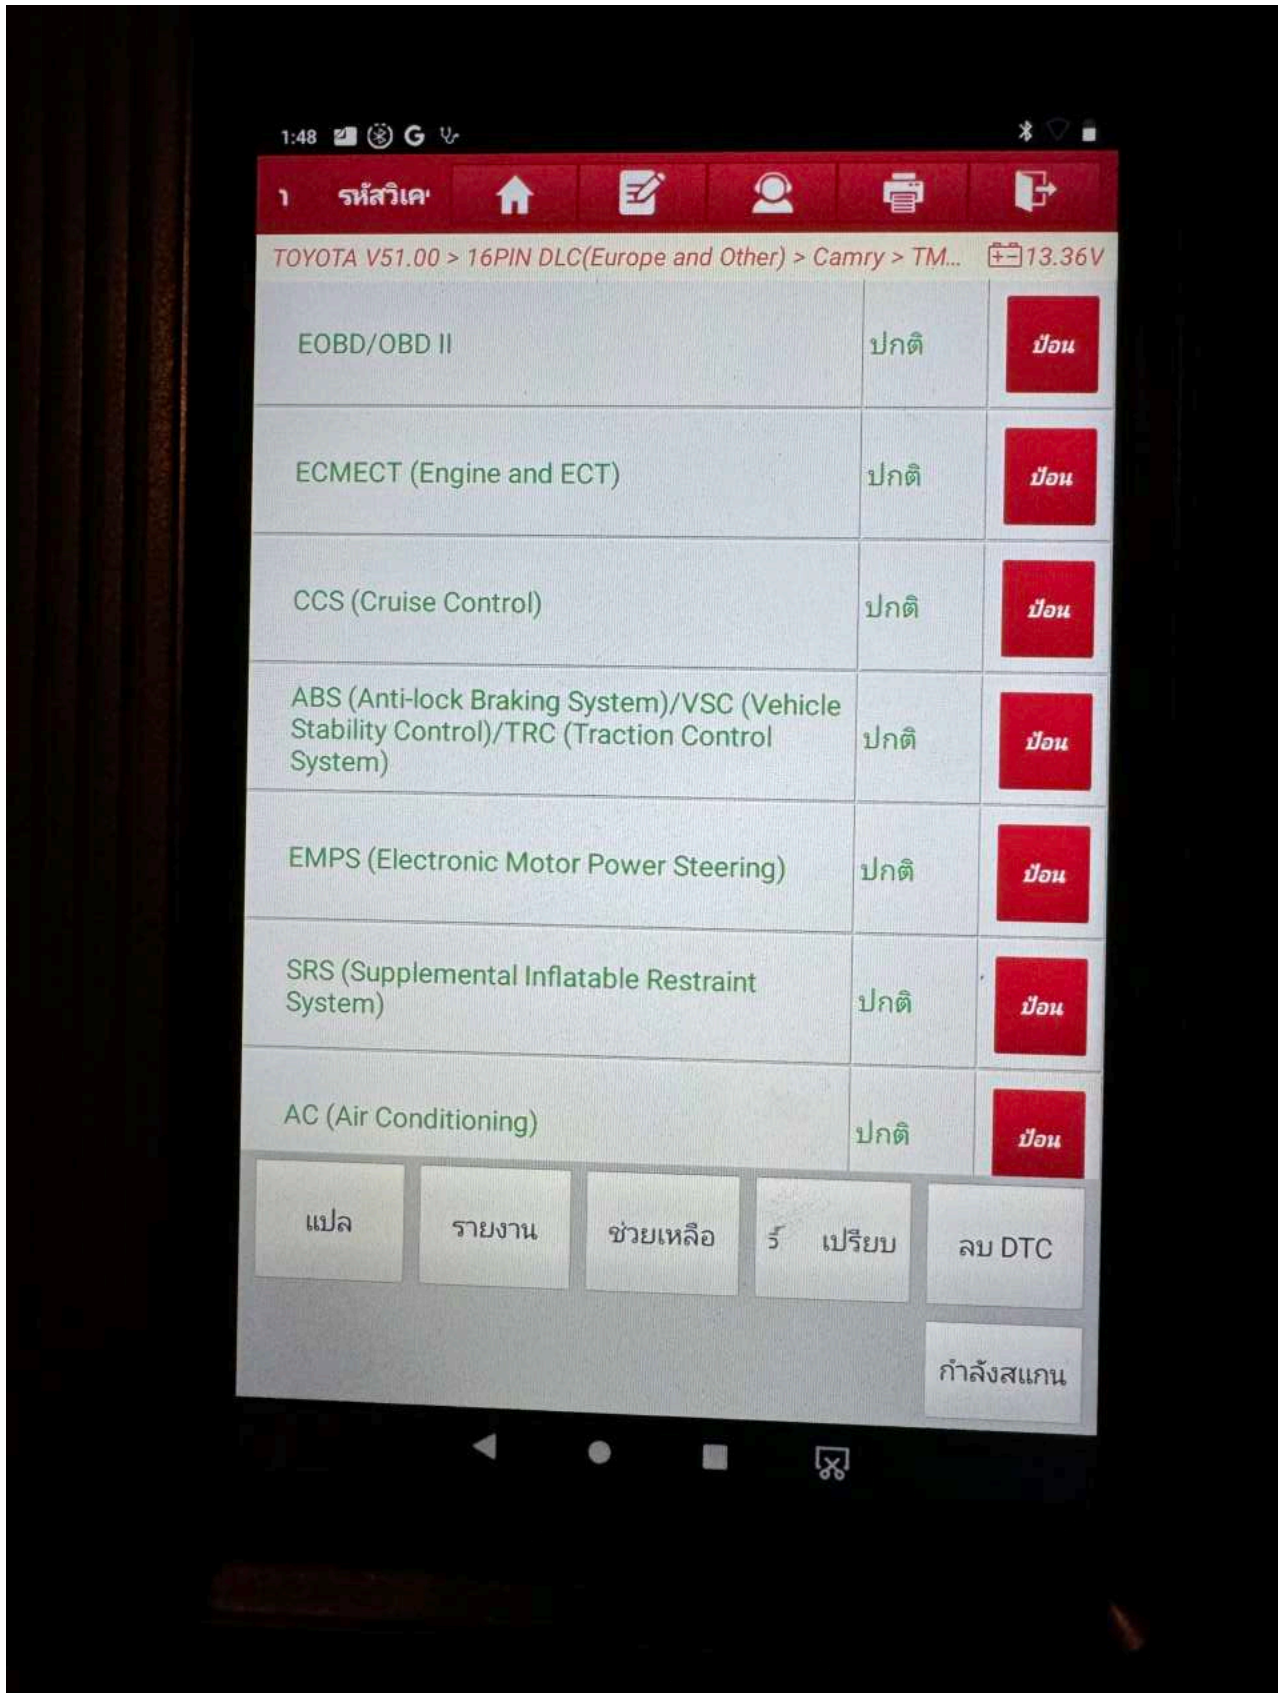 1:48 G
รหัสวิเค
TOYOTA V51.00 > 16PIN DLC(Europe and Other) > Camry > TM... 13.36V
EOBD/OBD II ปกติ ป้อน
ECMECT (Engine and ECT) ปกติ ป้อน
CCS (Cruise Control) ปกติ ป้อน
ABS (Anti-lock Braking System)/VSC (Vehicle
Stability Control)/TRC (Traction Control
System) ปกติ ป้อน
EMPS (Electronic Motor Power Steering) ปกติ ป้อน
SRS (Supplemental Inflatable Restraint
System) ปกติ ป้อน
AC (Air Conditioning) ปกติ ป้อน
แปล รายงาน ช่วยเหลือ เปรียบ ลบ DTC
กำลังสแกน